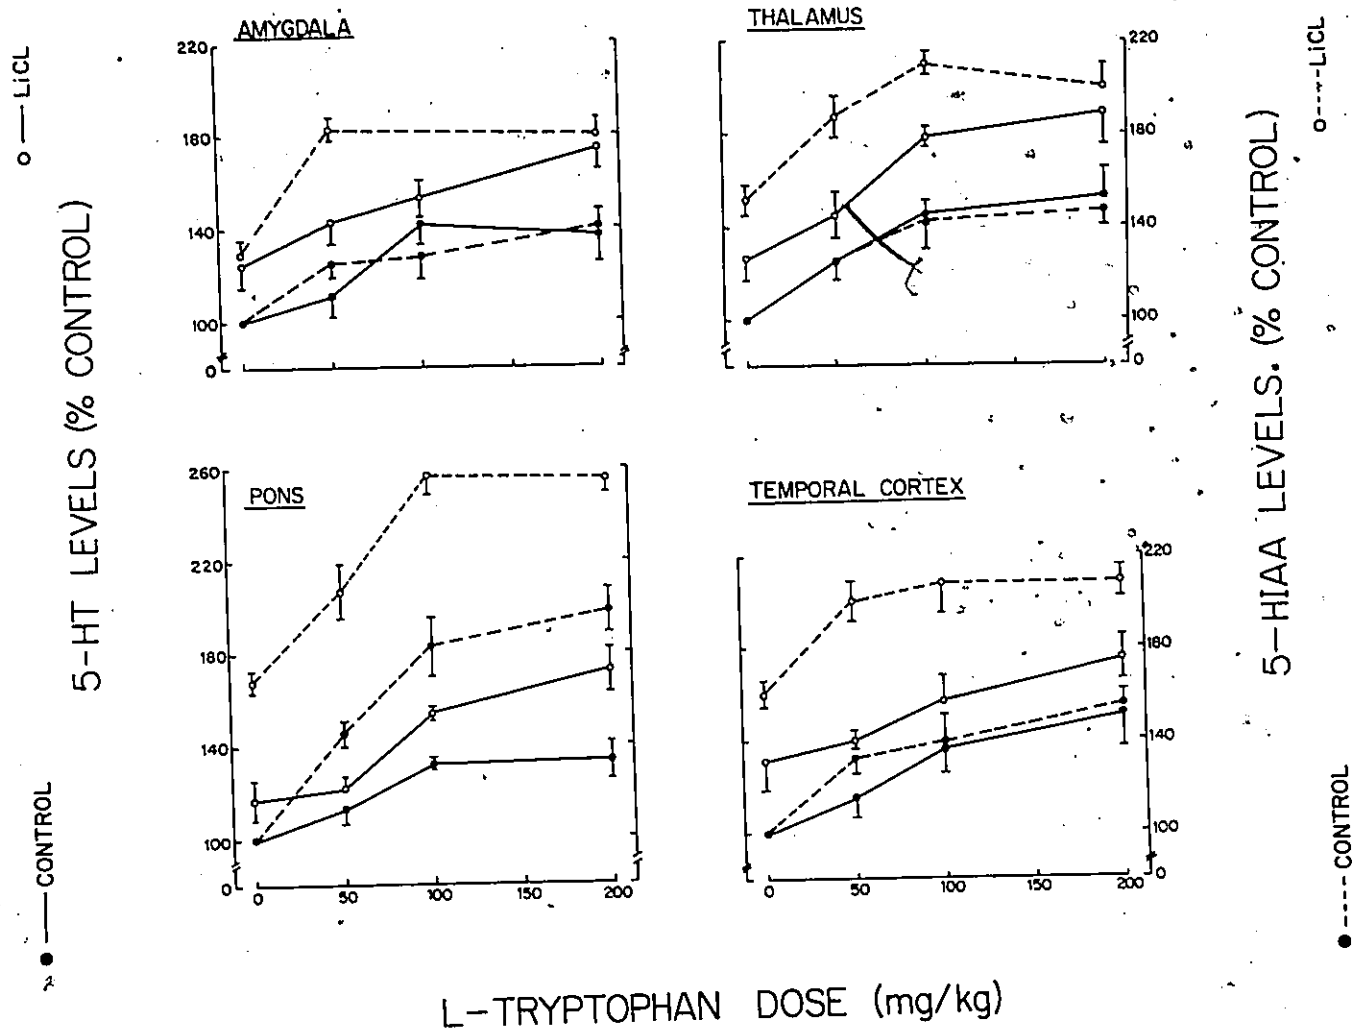 AMYGDALA
220
180
140
100
0
THALAMUS
220
180
140
100
0
PONS
260
220
180
140
100
0
0 50 100 150 200
TEMPORAL CORTEX
220
180
140
100
0
0 50 100 150 200
5-HT LEVELS (% CONTROL)
o — LiCL
● — CONTROL
5-HIAA LEVELS. (% CONTROL)
o ---- LiCL
● ---- CONTROL
L-TRYPTOPHAN DOSE (mg/kg)